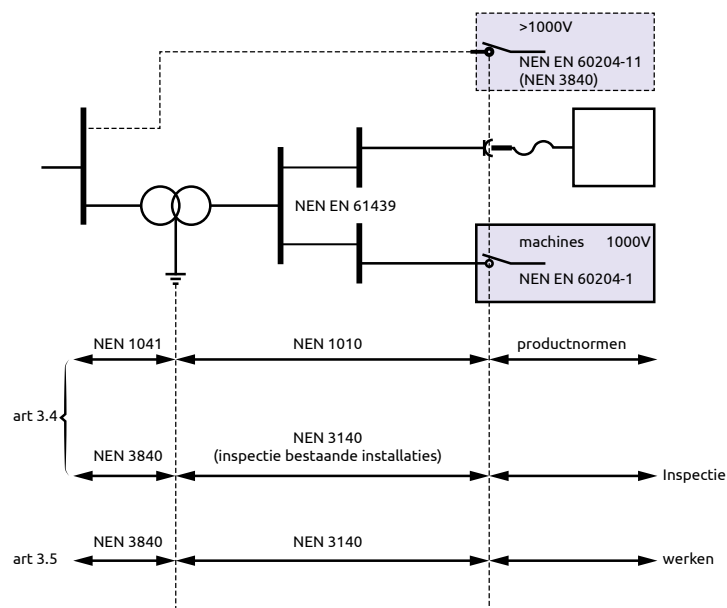 >1000V
NEN EN 60204-11
(NEN 3840)
NEN EN 61439
machines 1000V
NEN EN 60204-1
NEN 1041 NEN 1010 productnormen
art 3.4
NEN 3840 NEN 3140
(inspectie bestaande installaties)
Inspectie
NEN 3840 NEN 3140
art 3.5 werken